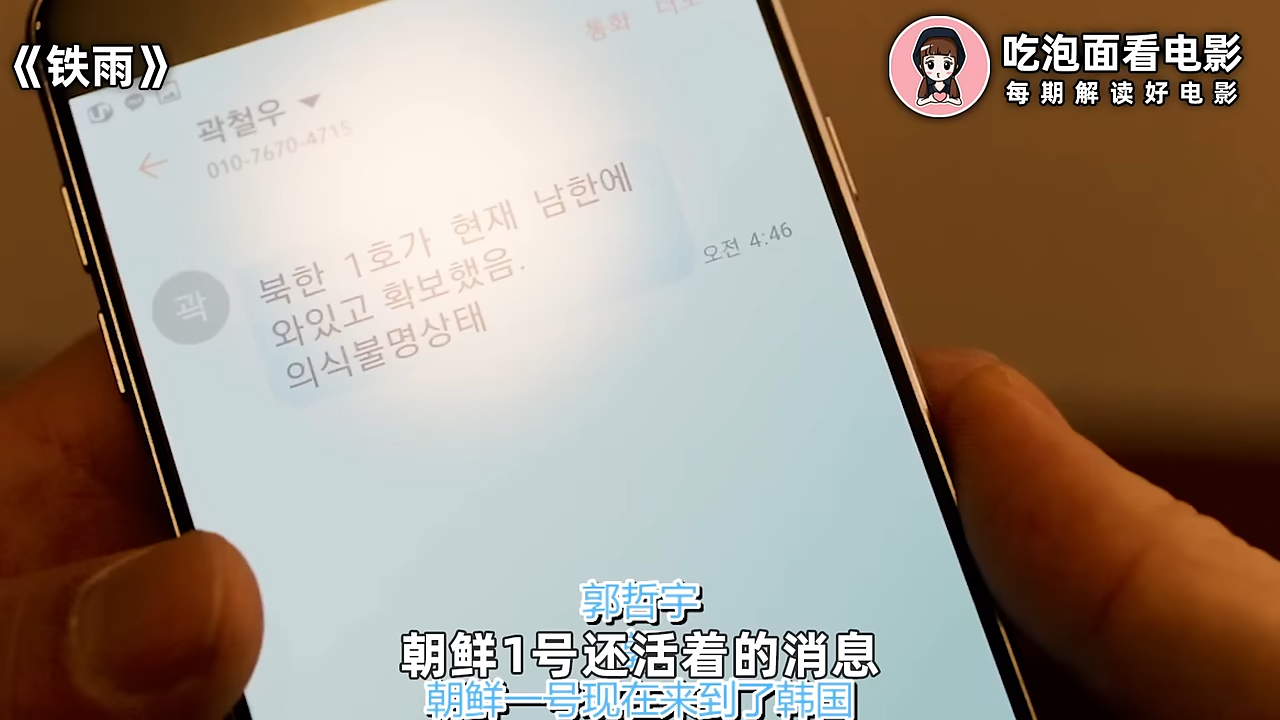 《铁雨》
吃泡面看电影
每期解读好电影
통화
곽철우
010-7670-4715
북한 1호가 현재 남한에
와있고 확보했음.
의식불명상태
오전 4:46
곽
郭哲宇
朝鲜1号还活着的消息
朝鲜一号现在来到了韩国